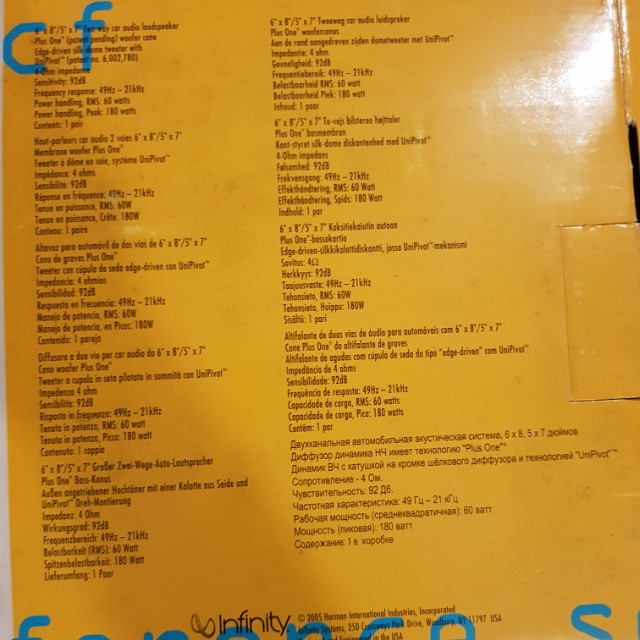 cf
6" x 8"/5" x 7" Two-way car audio loudspeaker
Plus One™ (patent pending) woofer cone
Edge-driven silk dome tweeter with
UniPivot™ (patent no. 6,002,780)
4-Ohm impedance
Sensitivity: 92dB
Frequency response: 49Hz – 21kHz
Power handling, RMS: 60 watts
Power handling, Peak: 180 watts
Contents: 1 pair
Haut-parleurs car audio 2 voies 6" x 8"/5" x 7"
Membrane woofer Plus One™
Tweeter à dôme en soie, système UniPivot™
Impédance: 4 ohms
Sensibilité: 92dB
Réponse en fréquence: 49Hz – 21kHz
Tenue en puissance, RMS: 60W
Tenue en puissance, Crête: 180W
Contenu: 1 paire
Altavoz para automóvil de dos vías de 6" x 8"/5" x 7"
Cono de graves Plus One™
Tweeter con cúpula de seda edge-driven con UniPivot™
Impedancia: 4 ohmios
Sensibilidad: 92dB
Respuesta en frecuencia: 49Hz – 21kHz
Manejo de potencia, RMS: 60W
Manejo de potencia, en Picos: 180W
Contenido: 1 pareja
Diffusore a due vie per car audio da 6" x 8"/5" x 7"
Cono woofer Plus One™
Tweeter a cupola in seta pilotato in sommità con UniPivot™
Impedenza 4 ohm
Sensibilità: 92dB
Risposta in frequenza: 49Hz – 21kHz
Tenuta in potenza, RMS: 60 watt
Tenuta in potenza, Picco: 180 watt
Contenuto: 1 coppia
6" x 8"/5" x 7" Großer Zwei-Wege-Auto-Lautsprecher
Plus One™ Bass-Konus
Außen angetriebener Hochtöner mit einer Kalotte aus Seide und
UniPivot™ Dreh-Montierung
Impedanz: 4 Ohm
Wirkungsgrad: 92dB
Frequenzbereich: 49Hz – 21kHz
Belastbarkeit (RMS): 60 Watt
Spitzenbelastbarkeit: 180 Watt
Lieferumfang: 1 Paar
6" x 8"/5" x 7" Tweeweg car audio luidspreker
Plus One™ woofercone
Aan de rand aangedreven zijden dometweeter met UniPivot™
Impedantie: 4 ohm
Gevoeligheid: 92dB
Frequentiebereik: 49Hz – 21kHz
Belastbaarheid RMS: 60 watt
Belastbaarheid Piek: 180 watt
Inhoud: 1 paar
6" x 8"/5" x 7" To-vejs bilstereo højttaler
Plus One™ basmembran
Kant-styret silk-dome diskantenhed med UniPivot™
4-Ohm impedans
Følsomhed: 92dB
Frekvensgang: 49Hz – 21kHz
Effekthåndtering, RMS: 60 Watt
Effekthåndtering, Spids: 180 Watt
Indhold: 1 par
6" x 8"/5" x 7" Kaksitiekaiutin autoon
Plus One™-bassokartio
Edge-driven-silkkikalottidiskantti, jossa UniPivot™-mekanismi
Sovitus: 4Ω
Herkkyys: 92dB
Taajuusvaste: 49Hz – 21kHz
Tehonsieto, RMS: 60W
Tehonsieto, Huippu: 180W
Sisältö: 1 pari
Altifalante de duas vias de áudio para automóveis com 6" x 8"/5" x 7"
Cone Plus One™ do altifalante de graves
Altifalante de agudos com cúpula de seda do tipo "edge-driven" com UniPivot™
Impedância de 4 ohms
Sensibilidade: 92dB
Frequência de resposta: 49Hz – 21kHz
Capacidade de carga, RMS: 60 watts
Capacidade de carga, Pico: 180 watts
Contém: 1 par
Двухканальная автомобильная акустическая система, 6 x 8, 5 x 7 дюймов
Диффузор динамика НЧ имеет технологию "Plus One™"
Динамик ВЧ с катушкой на кромке шёлкового диффузора и технологией "UniPivot"™
Сопротивление - 4 Ом.
Чувствительность: 92 Дб.
Частотная характеристика: 49 Гц – 21 кГц
Рабочая мощность (среднеквадратичная): 60 ватт
Мощность (пиковая): 180 ватт
Содержание: 1 в коробке
Infinity
© 2005 Harman International Industries, Incorporated
Infinity Systems, 250 Crossways Park Drive, Woodbury, NY 11797 USA
Engineered in the USA